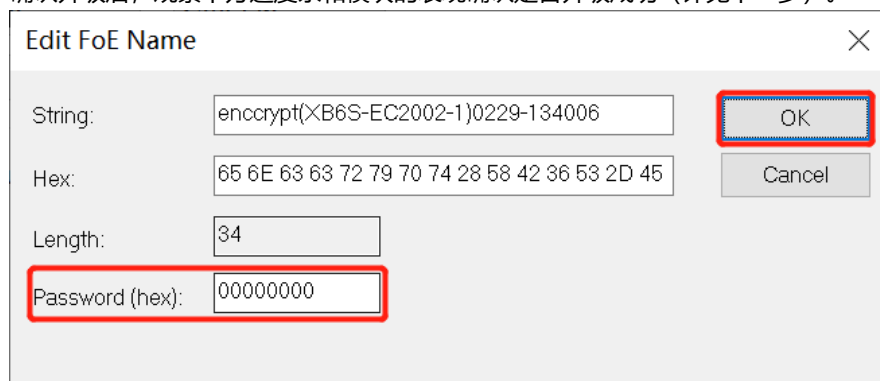 Edit FoE Name
String:
enccrypt(XB6S-EC2002-1)0229-134006
OK
Hex:
65 6E 63 63 72 79 70 74 28 58 42 36 53 2D 45
Cancel
Length:
34
Password (hex):
00000000